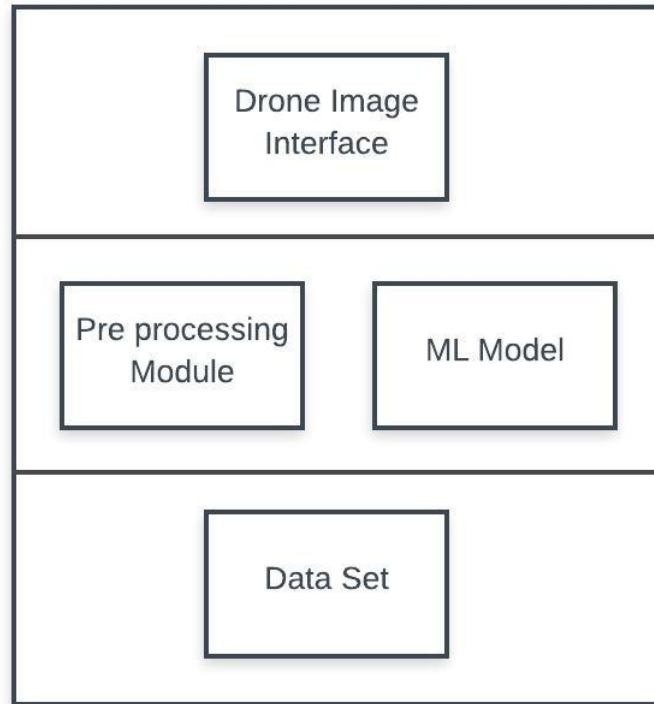 Drone Image
Interface
Pre processing
Module
ML Model
Data Set